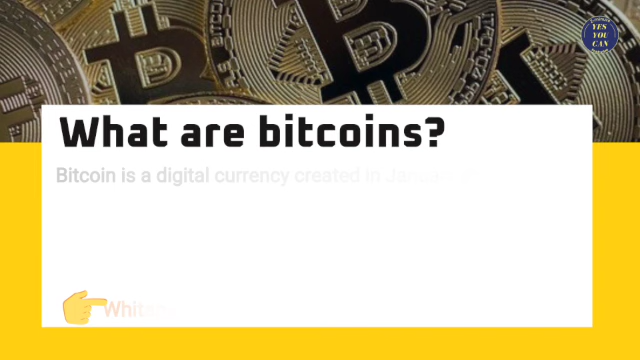 YES
YOU
CAN
What are bitcoins?
Bitcoin is a digital currency created in